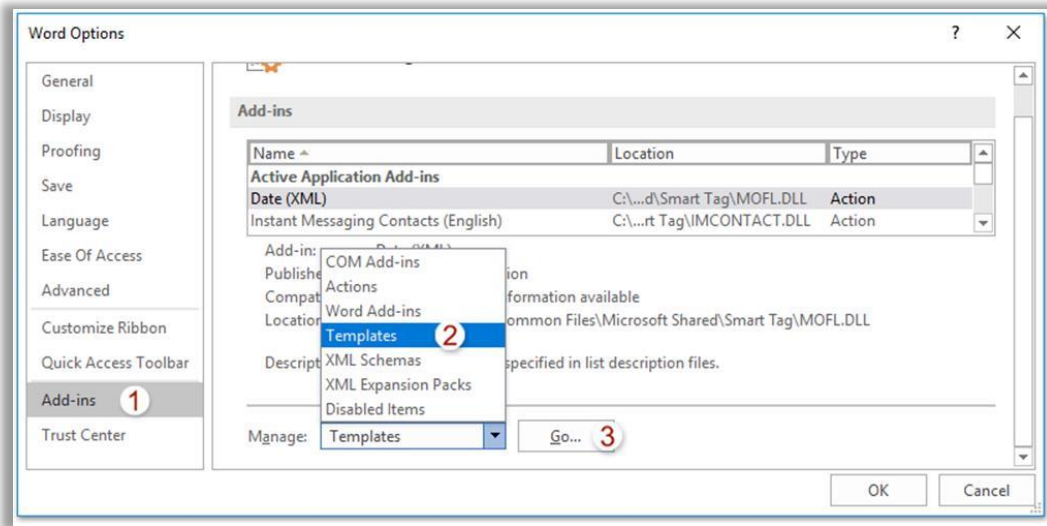 Word Options
?
General
Display
Proofing
Save
Language
Ease Of Access
Advanced
Customize Ribbon
Quick Access Toolbar
Add-ins 1
Trust Center
Add-ins
Name Location Type
Active Application Add-ins
Date (XML) C:\...d\Smart Tag\MOFL.DLL Action
Instant Messaging Contacts (English) C:\...rt Tag\IMCONTACT.DLL Action
Add-in:
Publishe ion
Compat formation available
Location ommon Files\Microsoft Shared\Smart Tag\MOFL.DLL
Descript specified in list description files.
COM Add-ins
Actions
Word Add-ins
Templates 2
XML Schemas
XML Expansion Packs
Disabled Items
Manage: Templates Go... 3
OK Cancel